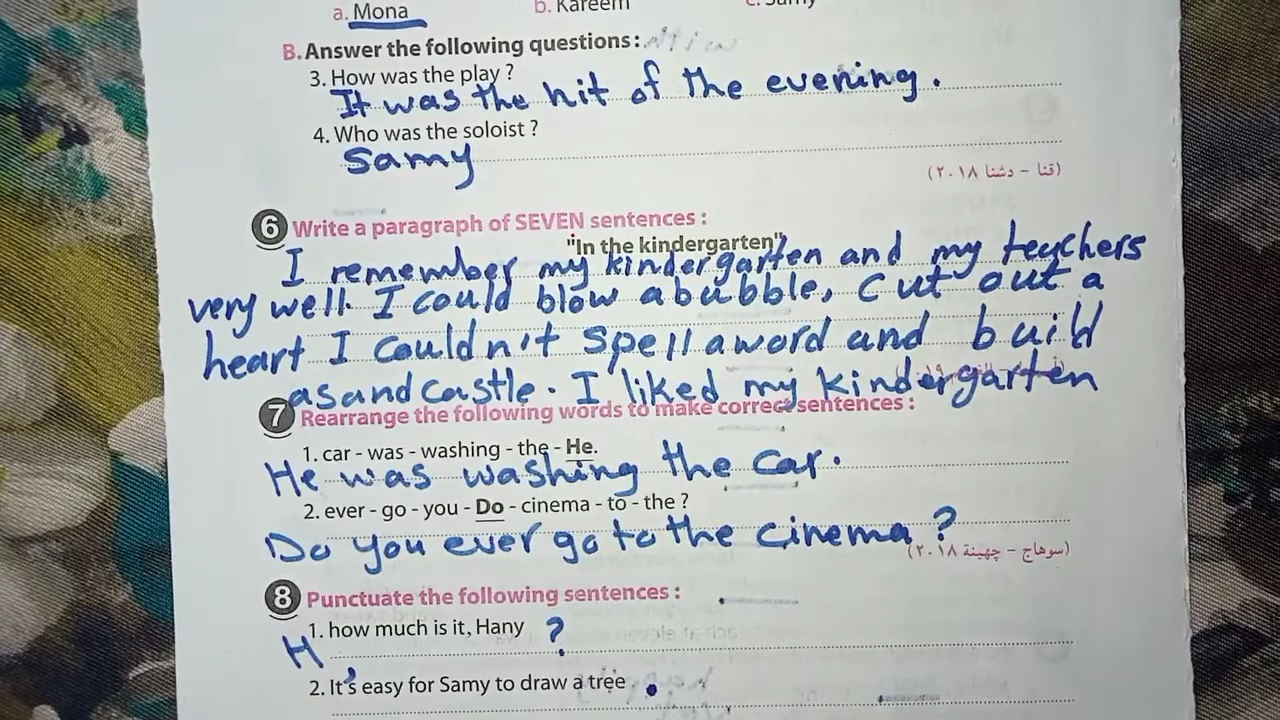 a. Mona b. Kareem c. Samy
B. Answer the following questions :
3. How was the play ?
It was the hit of the evening.
4. Who was the soloist ?
Samy
(قنا - دشنا ٢٠١٨)
6 Write a paragraph of SEVEN sentences :
"In the kindergarten"
I remember my kindergarten and my teachers
very well. I could blow a bubble, cut out a
heart I couldn't spell a word and build
a sand castle. I liked my kindergarten
7 Rearrange the following words to make correct sentences :
1. car - was - washing - the - He.
He was washing the car.
2. ever - go - you - Do - cinema - to - the ?
Do you ever go to the cinema ?
(سوهاج - جهينة ٢٠١٨)
8 Punctuate the following sentences :
1. how much is it, Hany ?
H
2. It's easy for Samy to draw a tree .